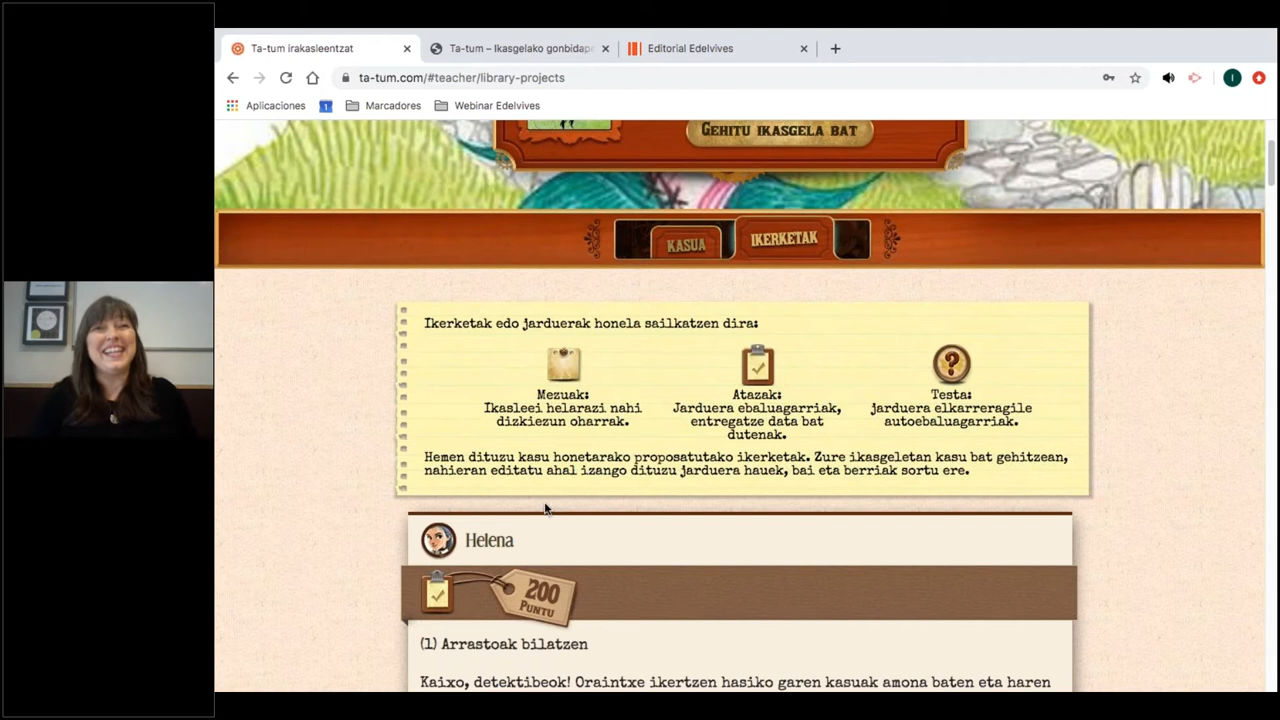 Ta-tum irakasleentzat
Ta-tum – Ikasgelako gonbidape
Editorial Edelvives
ta-tum.com/#teacher/library-projects
Aplicaciones
Marcadores
Webinar Edelvives
GEHITU IKASGELA BAT
KASUA
IKERKETAK
Ikerketak edo jarduerak honela sailkatzen dira:
Mezuak:
Ikasleei helarazi nahi
dizkiezun oharrak.
Atazak:
Jarduera ebaluagarriak,
entregatze data bat
dutenak.
Testa:
jarduera elkarreragile
autoebaluagarriak.
Hemen dituzu kasu honetarako proposatutako ikerketak. Zure ikasgeletan kasu bat gehitzean,
nahieran editatu ahal izango dituzu jarduera hauek, bai eta berriak sortu ere.
Helena
200
PUNTU
(1) Arrastoak bilatzen
Kaixo, detektibeok! Oraintxe ikertzen hasiko garen kasuak amona baten eta haren